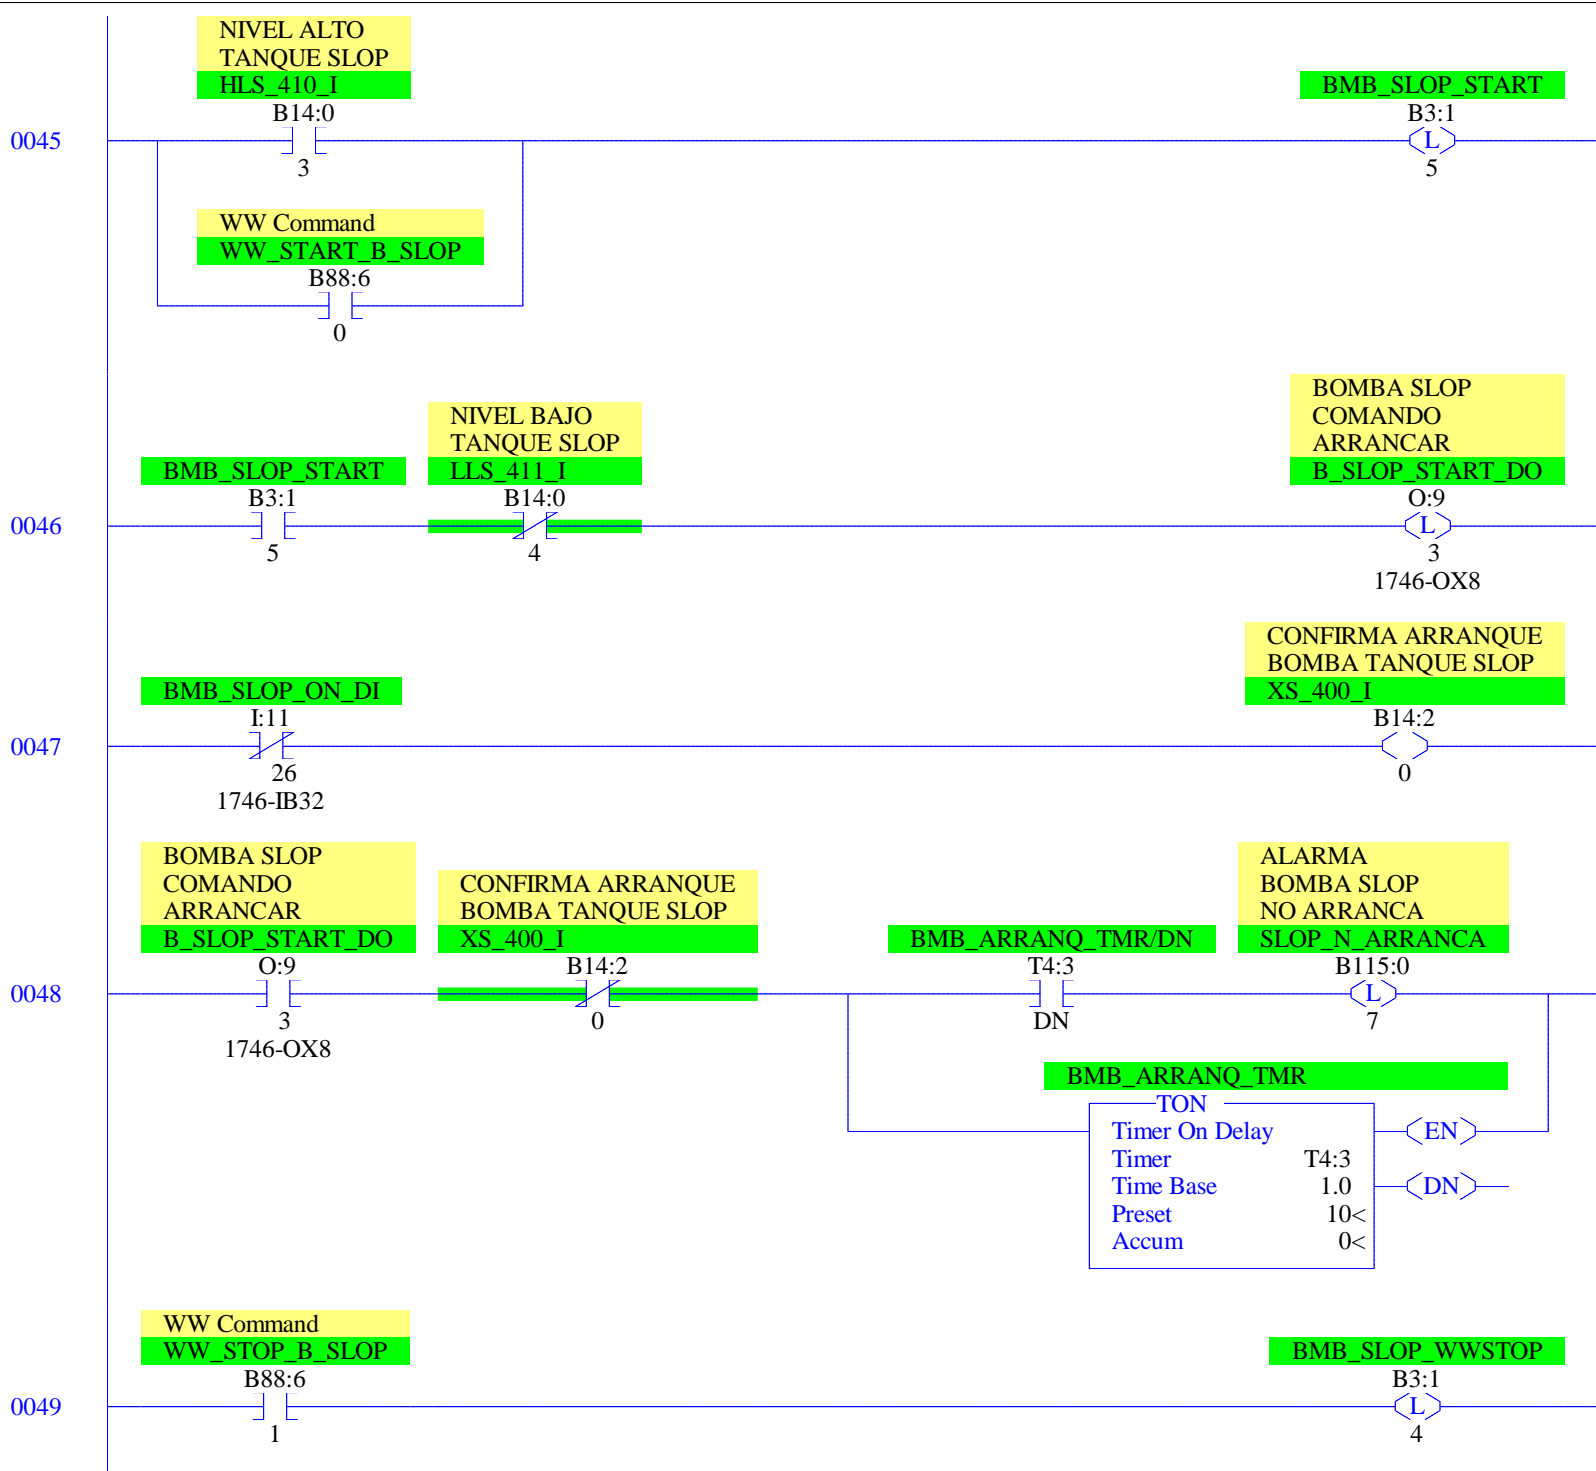 NIVEL ALTO
TANQUE SLOP
HLS_410_I
B14:0
3
BMB_SLOP_START
B3:1
L
5
0045
WW Command
WW_START_B_SLOP
B88:6
0
BMB_SLOP_START
B3:1
5
NIVEL BAJO
TANQUE SLOP
LLS_411_I
B14:0
4
BOMBA SLOP
COMANDO
ARRANCAR
B_SLOP_START_DO
O:9
L
3
1746-OX8
0046
BMB_SLOP_ON_DI
I:11
26
1746-IB32
CONFIRMA ARRANQUE
BOMBA TANQUE SLOP
XS_400_I
B14:2
0
0047
BOMBA SLOP
COMANDO
ARRANCAR
B_SLOP_START_DO
O:9
3
1746-OX8
CONFIRMA ARRANQUE
BOMBA TANQUE SLOP
XS_400_I
B14:2
0
BMB_ARRANQ_TMR/DN
T4:3
DN
ALARMA
BOMBA SLOP
NO ARRANCA
SLOP_N_ARRANCA
B115:0
L
7
0048
BMB_ARRANQ_TMR
TON
Timer On Delay
EN
Timer T4:3
Time Base 1.0
DN
Preset 10<
Accum 0<
WW Command
WW_STOP_B_SLOP
B88:6
1
BMB_SLOP_WWSTOP
B3:1
L
4
0049